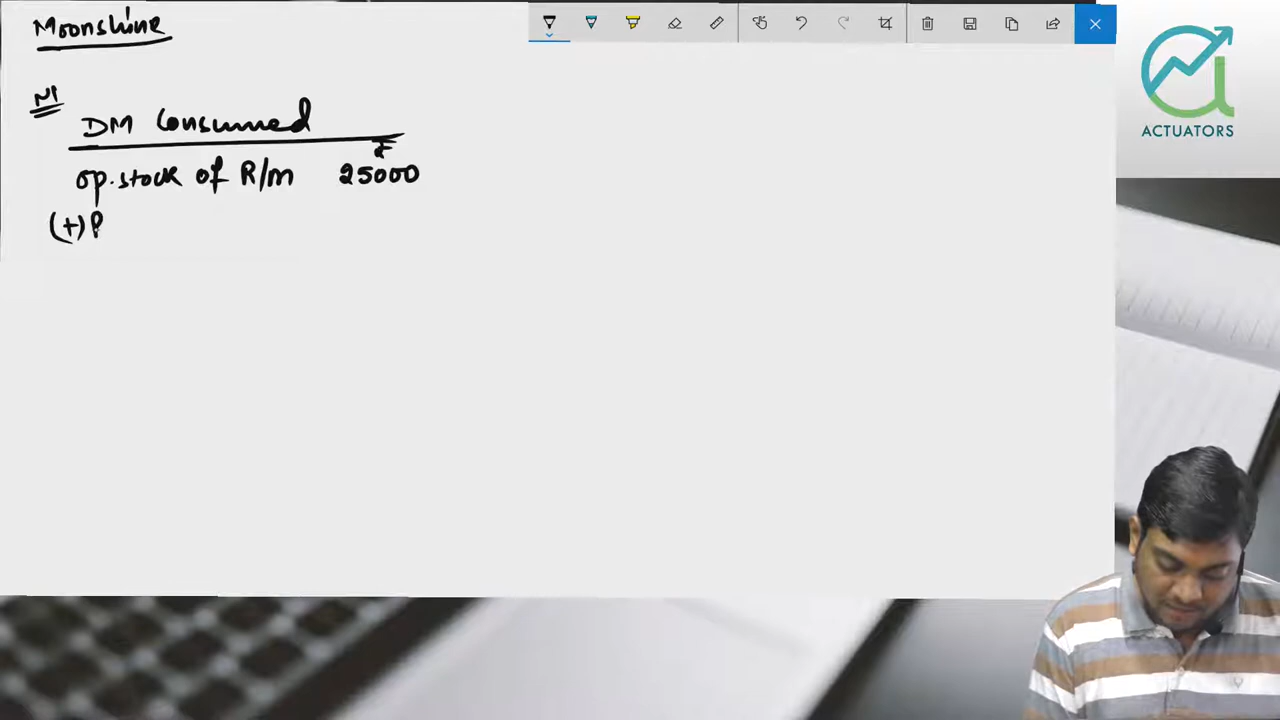 Moonshine
N1
DM Consumed
₹
op. stock of R/m 25000
(+) P
ACTUATORS